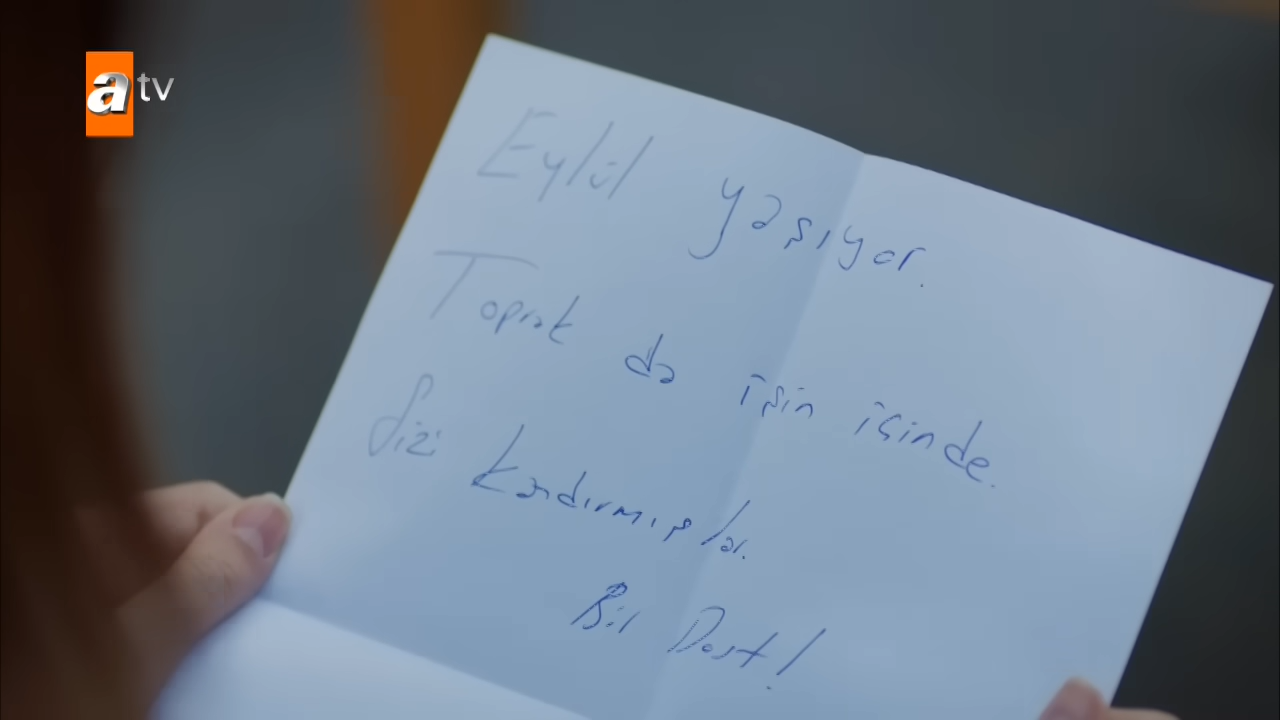 atv
Eylül yaşıyor.
Toprak da işin içinde.
Sizi kandırmışlar.
Bir Dost!